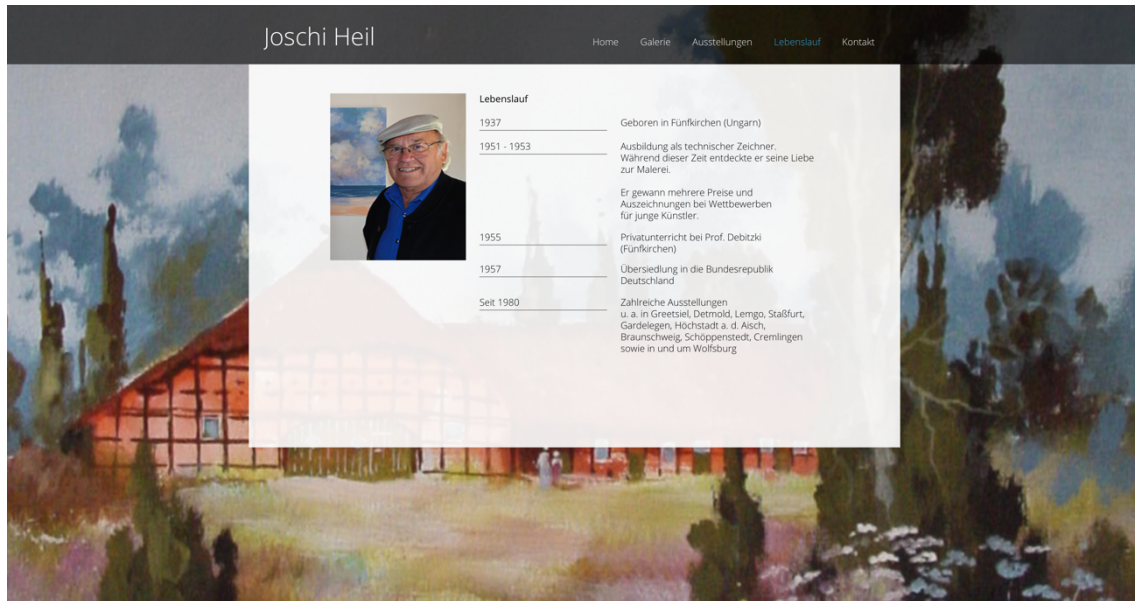 Joschi Heil
Home Galerie Ausstellungen Lebenslauf Kontakt
Lebenslauf
1937
Geboren in Fünfkirchen (Ungarn)
1951 - 1953
Ausbildung als technischer Zeichner.
Während dieser Zeit entdeckte er seine Liebe
zur Malerei.
Er gewann mehrere Preise und
Auszeichnungen bei Wettbewerben
für junge Künstler.
1955
Privatunterricht bei Prof. Debitzki
(Fünfkirchen)
1957
Übersiedlung in die Bundesrepublik
Deutschland
Seit 1980
Zahlreiche Ausstellungen
u. a. in Greetsiel, Detmold, Lemgo, Staßfurt,
Gardelegen, Höchstadt a. d. Aisch,
Braunschweig, Schöppenstedt, Cremlingen
sowie in und um Wolfsburg